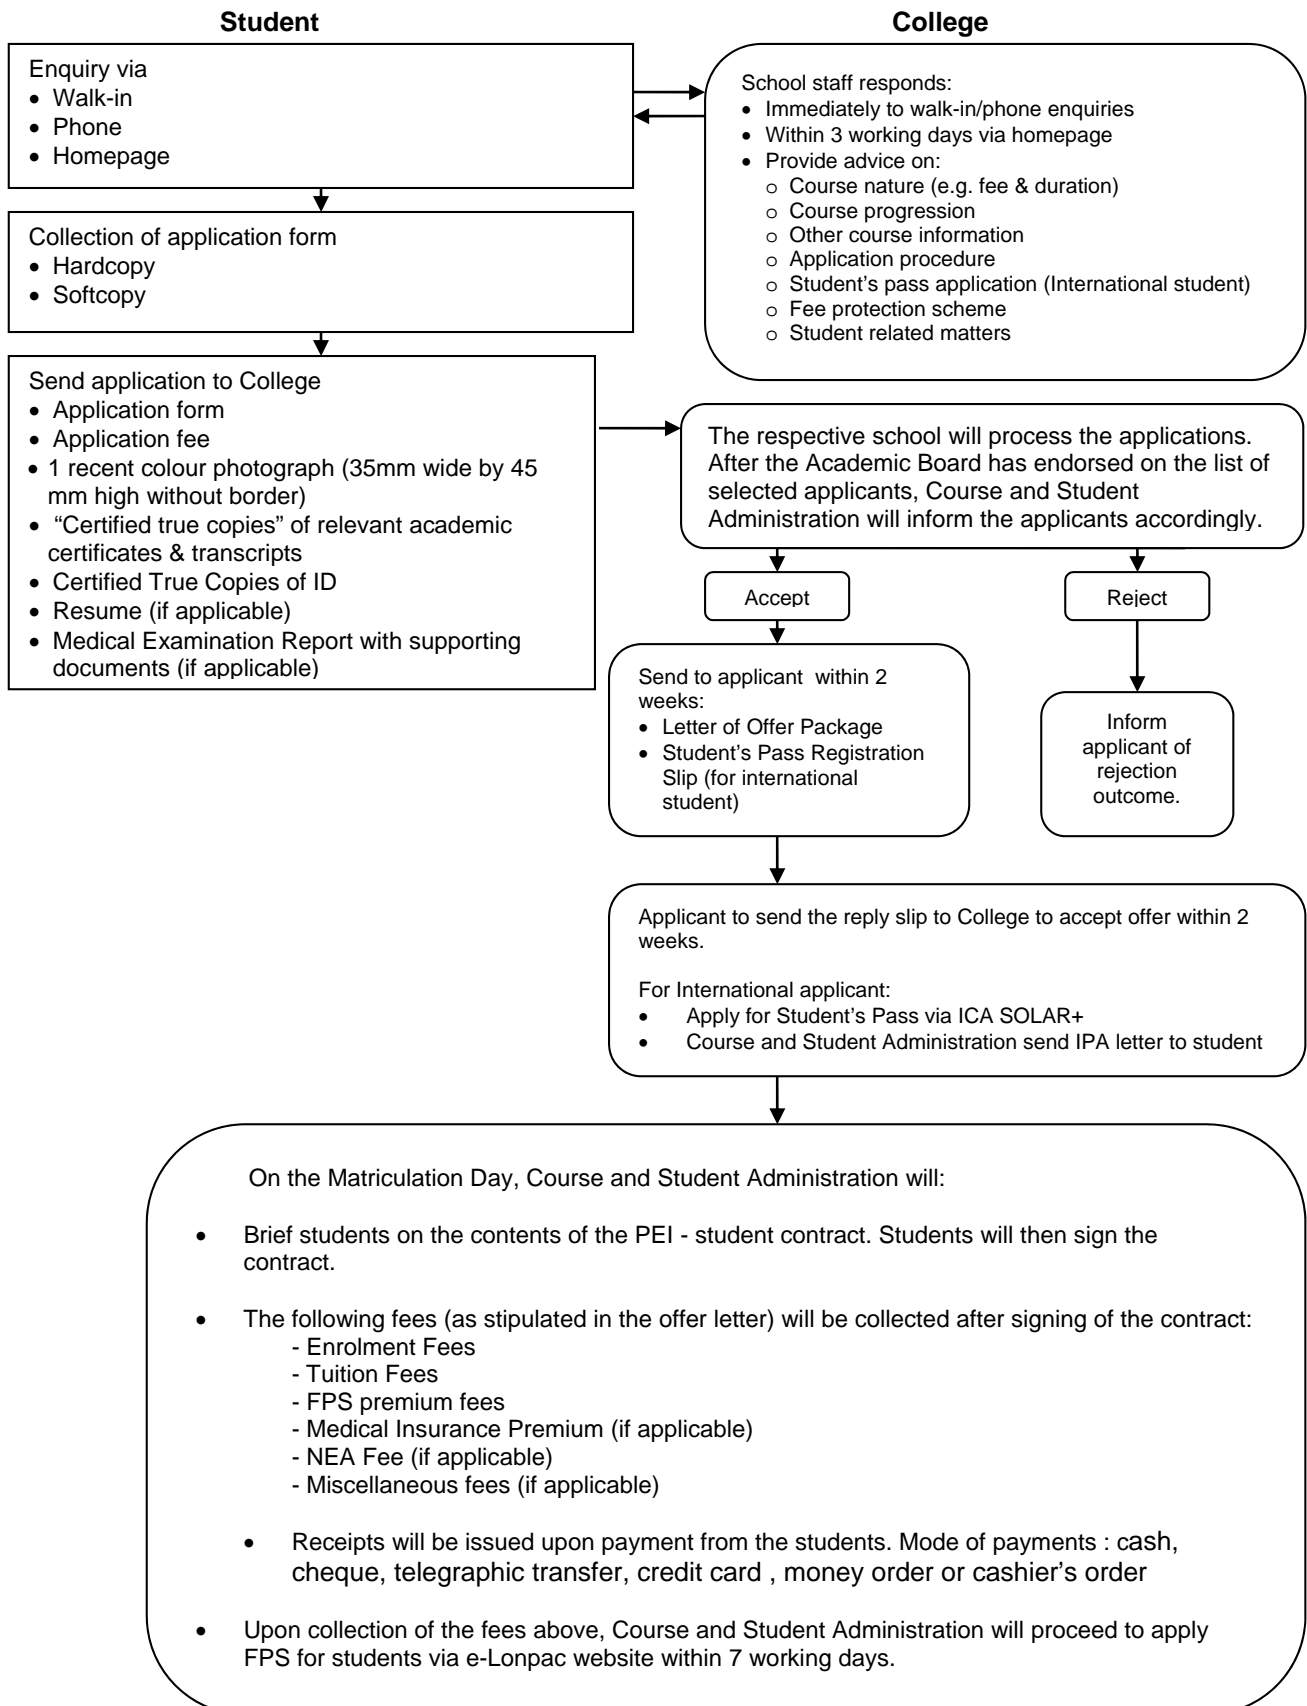 Student
College
Enquiry via
• Walk-in
• Phone
• Homepage
School staff responds:
• Immediately to walk-in/phone enquiries
• Within 3 working days via homepage
• Provide advice on:
o Course nature (e.g. fee & duration)
o Course progression
o Other course information
o Application procedure
o Student's pass application (International student)
o Fee protection scheme
o Student related matters
Collection of application form
• Hardcopy
• Softcopy
Send application to College
• Application form
• Application fee
• 1 recent colour photograph (35mm wide by 45
mm high without border)
• “Certified true copies” of relevant academic
certificates & transcripts
• Certified True Copies of ID
• Resume (if applicable)
• Medical Examination Report with supporting
documents (if applicable)
The respective school will process the applications.
After the Academic Board has endorsed on the list of
selected applicants, Course and Student
Administration will inform the applicants accordingly.
Accept
Reject
Send to applicant within 2
weeks:
• Letter of Offer Package
• Student's Pass Registration
Slip (for international
student)
Inform
applicant of
rejection
outcome.
Applicant to send the reply slip to College to accept offer within 2
weeks.
For International applicant:
• Apply for Student's Pass via ICA SOLAR+
• Course and Student Administration send IPA letter to student
On the Matriculation Day, Course and Student Administration will:
• Brief students on the contents of the PEI - student contract. Students will then sign the
contract.
• The following fees (as stipulated in the offer letter) will be collected after signing of the contract:
- Enrolment Fees
- Tuition Fees
- FPS premium fees
- Medical Insurance Premium (if applicable)
- NEA Fee (if applicable)
- Miscellaneous fees (if applicable)
• Receipts will be issued upon payment from the students. Mode of payments : cash,
cheque, telegraphic transfer, credit card , money order or cashier's order
• Upon collection of the fees above, Course and Student Administration will proceed to apply
FPS for students via e-Lonpac website within 7 working days.